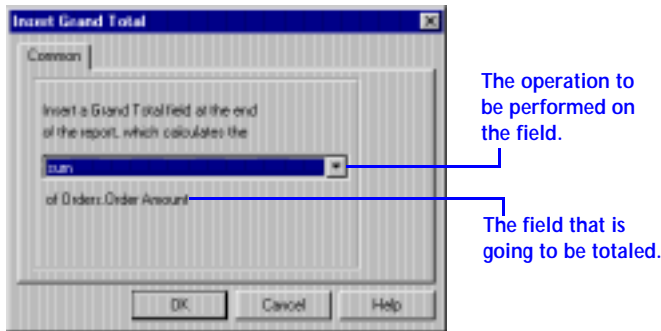 Insert Grand Total
Common
Insert a Grand Total field at the end
of the report, which calculates the
sum
of Orders.Order Amount
OK
Cancel
Help
The operation to
be performed on
the field.
The field that is
going to be totaled.